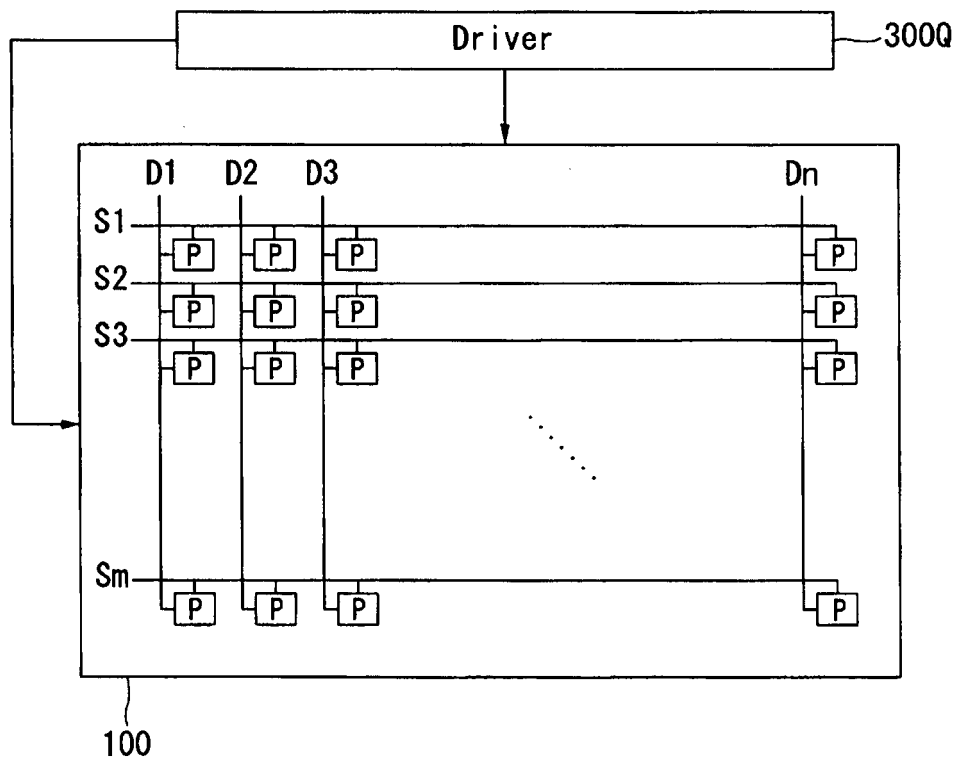 Driver
300Q
D1 D2 D3 Dn
S1
P P P P
S2
P P P P
S3
P P P P
Sm
P P P P
100